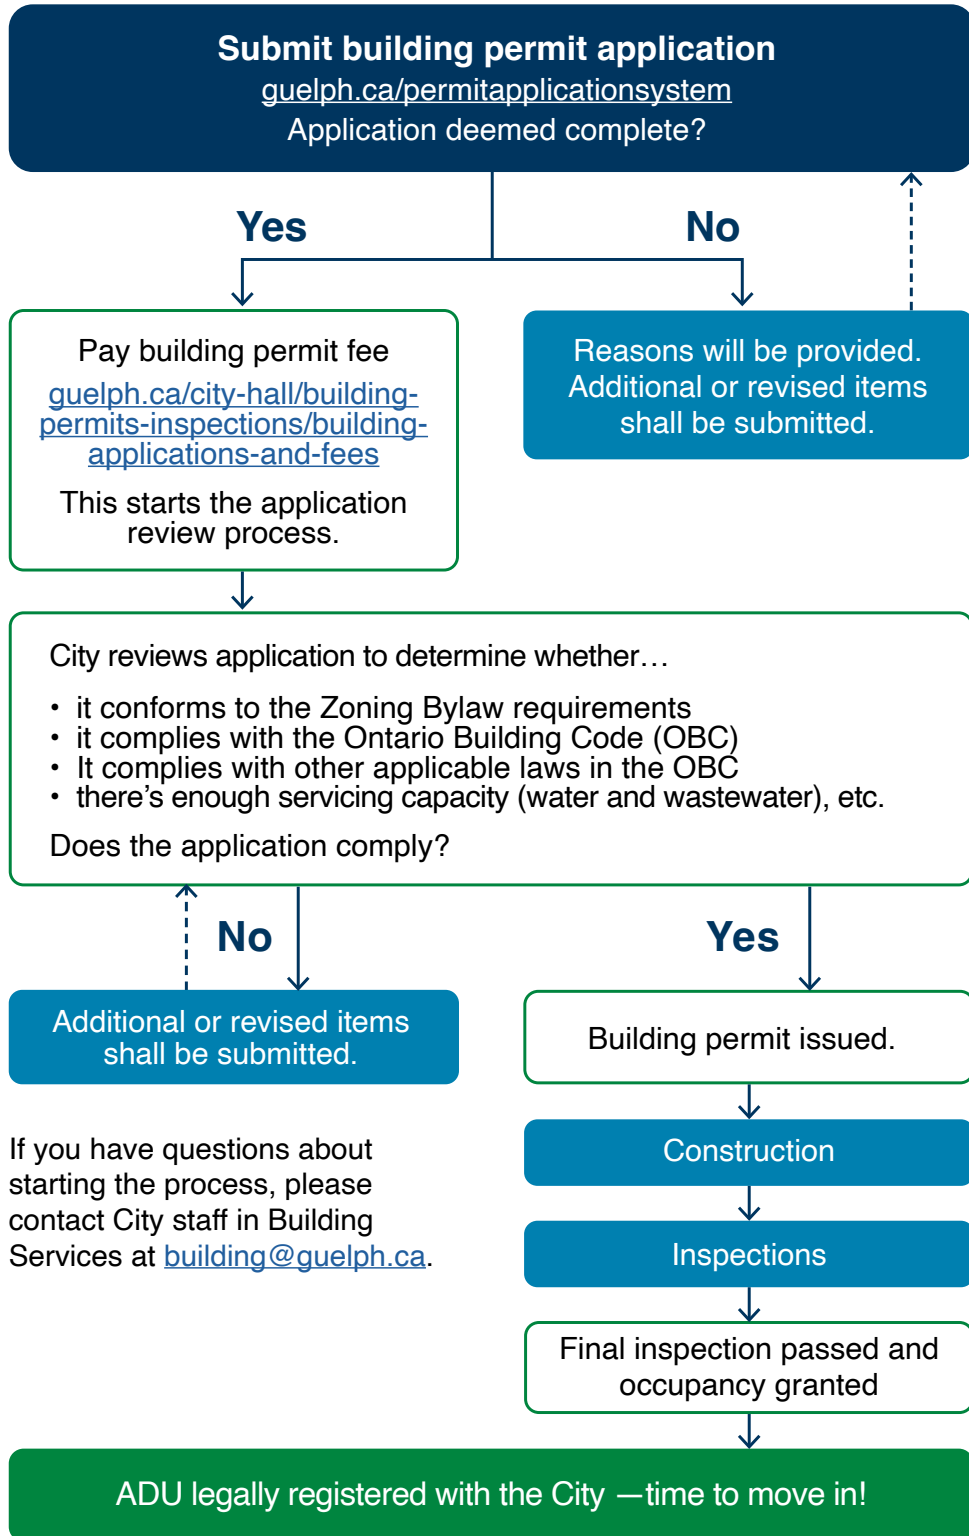 Submit building permit application
guelph.ca/permitapplicationsystem
Application deemed complete?
Yes
No
Pay building permit fee
guelph.ca/city-hall/building-
permits-inspections/building-
applications-and-fees
This starts the application
review process.
Reasons will be provided.
Additional or revised items
shall be submitted.
City reviews application to determine whether…
• it conforms to the Zoning Bylaw requirements
• it complies with the Ontario Building Code (OBC)
• It complies with other applicable laws in the OBC
• there’s enough servicing capacity (water and wastewater), etc.
Does the application comply?
No
Yes
Additional or revised items
shall be submitted.
Building permit issued.
If you have questions about
starting the process, please
contact City staff in Building
Services at building@guelph.ca.
Construction
Inspections
Final inspection passed and
occupancy granted
ADU legally registered with the City —time to move in!